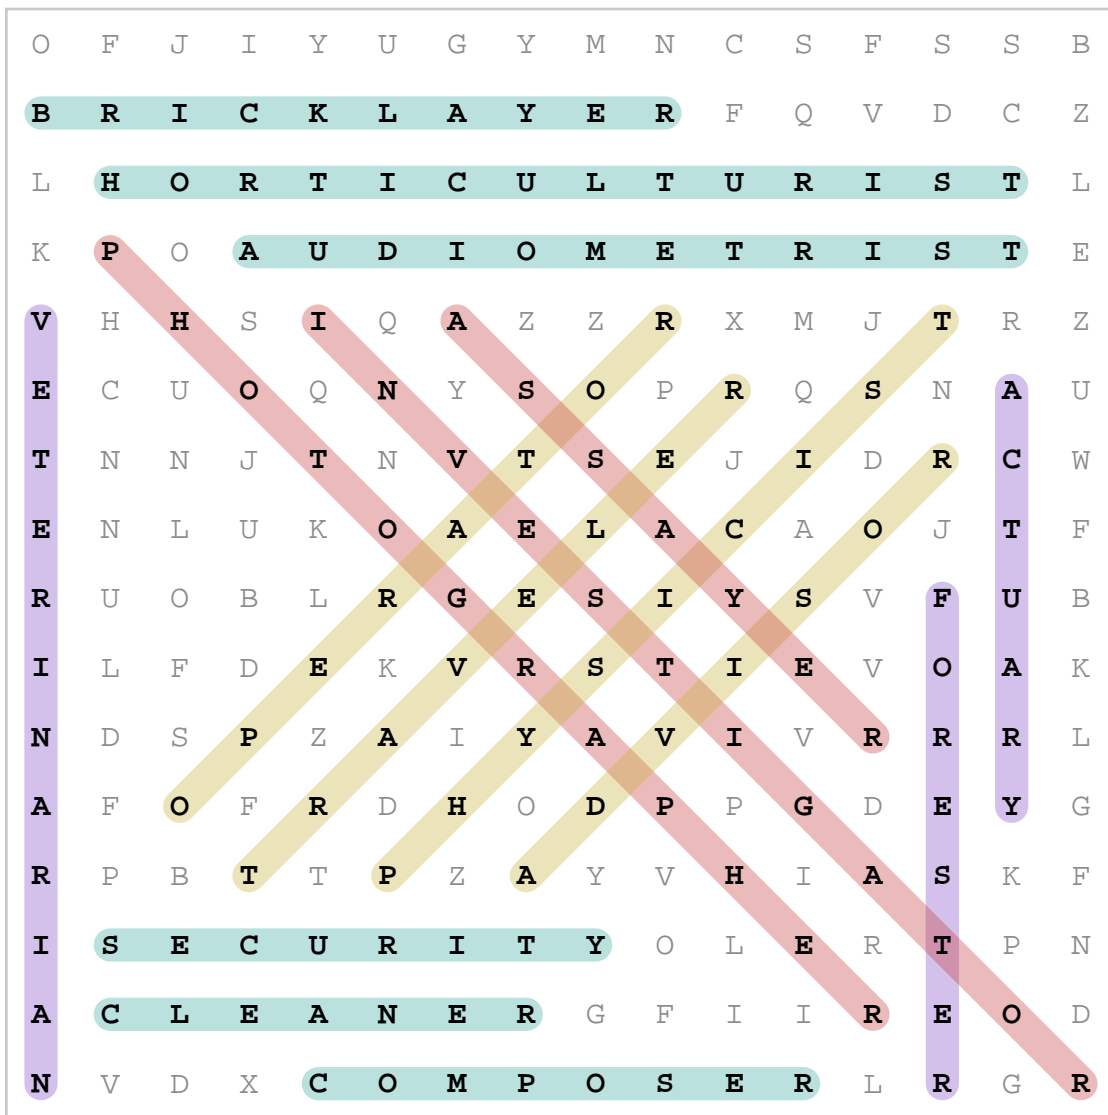 O F J I Y U G Y M N C S F S S B
B R I C K L A Y E R F Q V D C Z
L H O R T I C U L T U R I S T L
K P O A U D I O M E T R I S T E
V H H S I Q A Z Z R X M J T R Z
E C U O Q N Y S O P R Q S N A U
T N N J T N V T S E J I D R C W
E N L U K O A E L A C A O J T F
R U O B L R G E S I Y S V F U B
I L F D E K V R S T I E V O A K
N D S P Z A I Y A V I V R R R L
A F O F R D H O D P P G D E Y G
R P B T T P Z A Y V H I A S K F
I S E C U R I T Y O L E R T P N
A C L E A N E R G F I I R E O D
N V D X C O M P O S E R L R G R